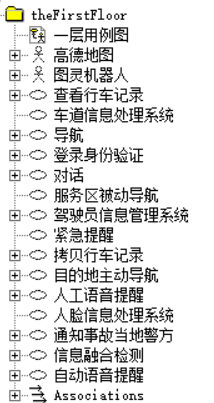 theFirstFloor
一层用例图
高德地图
图灵机器人
查看行车记录
车道信息处理系统
导航
登录身份验证
对话
服务区被动导航
驾驶员信息管理系统
紧急提醒
拷贝行车记录
目的地主动导航
人工语音提醒
人脸信息处理系统
通知事故当地警方
信息融合检测
自动语音提醒
Associations